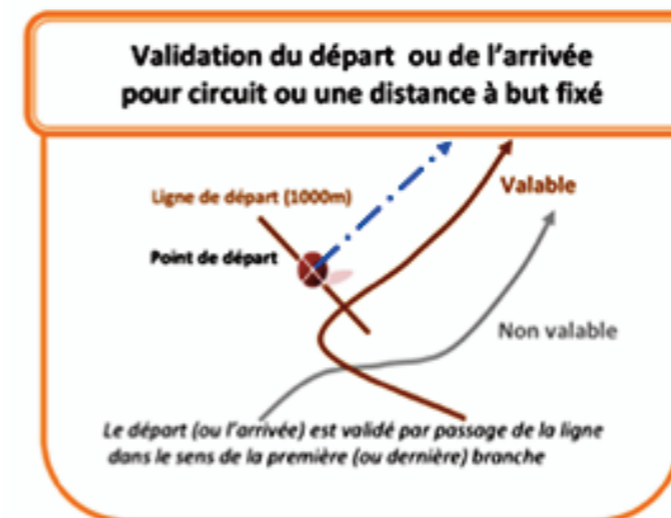 Validation du départ ou de l'arrivée
pour circuit ou une distance à but fixé
Ligne de départ (1000m)
Valable
Point de départ
Non valable
Le départ (ou l'arrivée) est validé par passage de la ligne
dans le sens de la première (ou dernière) branche